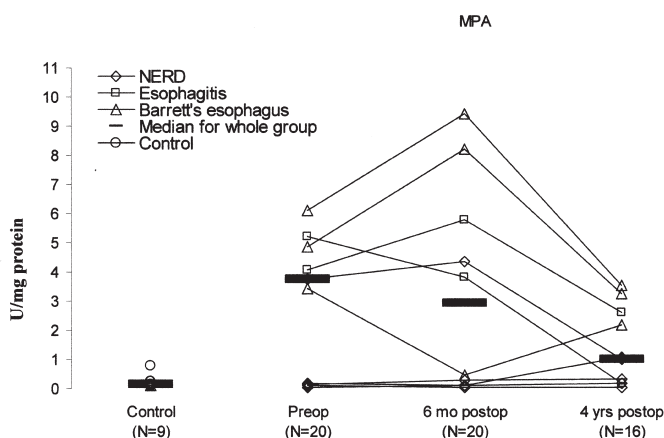 MPA
11
10
9
8
7
6
5
4
3
2
1
0
U/mg protein
NERD
Esophagitis
Barrett's esophagus
Median for whole group
Control
Control Preop 6 mo postop 4 yrs postop
(N=9) (N=20) (N=20) (N=16)